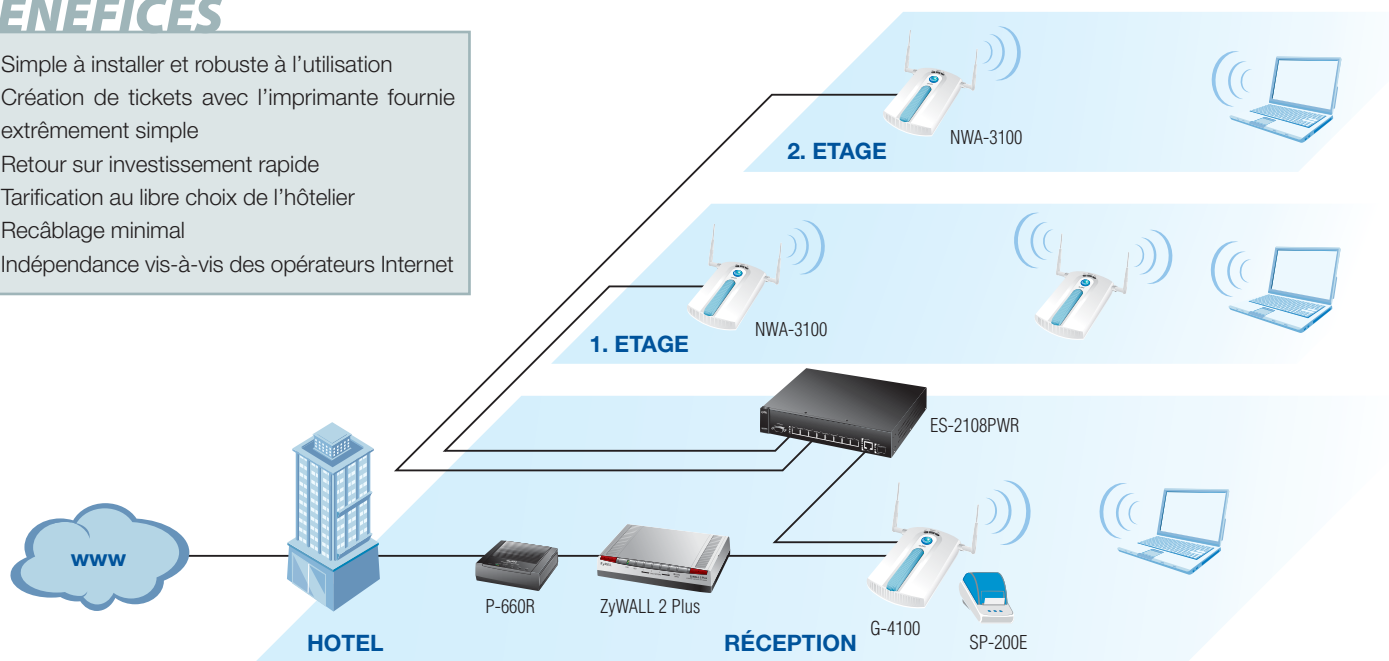 ENEFICES
Simple à installer et robuste à l'utilisation
Création de tickets avec l'imprimante fournie
extrêmement simple
Retour sur investissement rapide
Tarification au libre choix de l'hôtelier
Recâblage minimal
Indépendance vis-à-vis des opérateurs Internet
NWA-3100
2. ETAGE
NWA-3100
1. ETAGE
ES-2108PWR
www
P-660R
ZyWALL 2 Plus
G-4100
SP-200E
HOTEL
RÉCEPTION